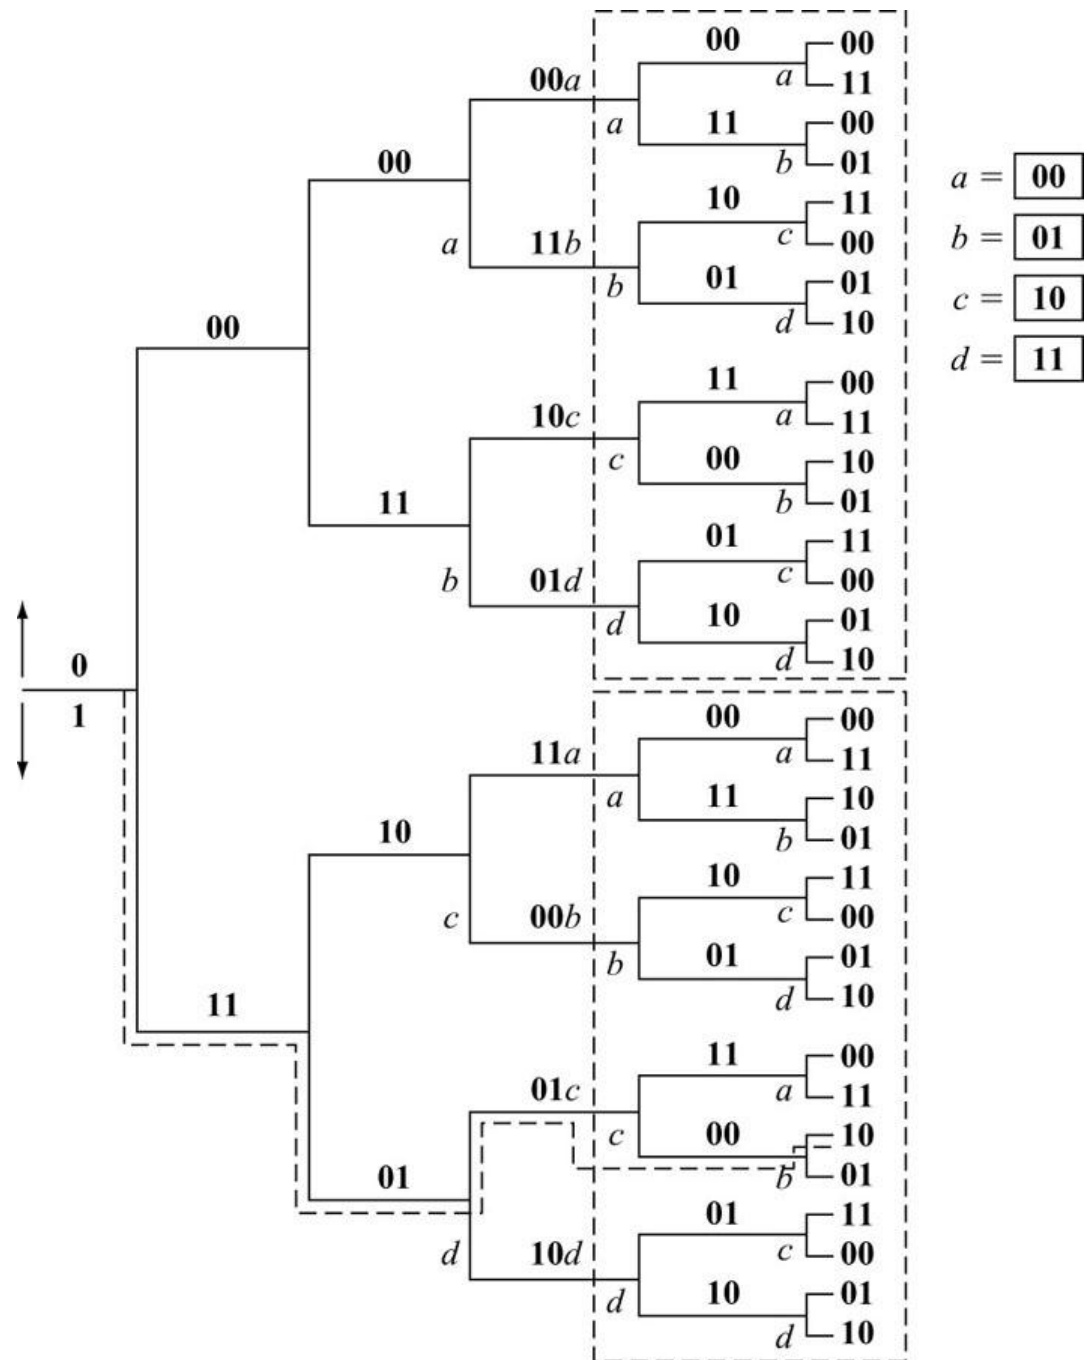 00 00
00a a 11
a 11 00
00 b 01
a = 00
10 11
a 11b c 00
b = 01
b 01 01
c = 10
00 d 10
d = 11
11 00
10c a 11
c 00 10
11 b 01
01 11
b 01d c 00
d 10 01
0 d 10
1 00 00
11a a 11
a 11 10
10 b 01
10 11
c 00b c 00
b 01 01
11 d 10
11 00
01c a 11
c 00 10
01 b 01
01 11
d 10d c 00
d 10 01
d 10